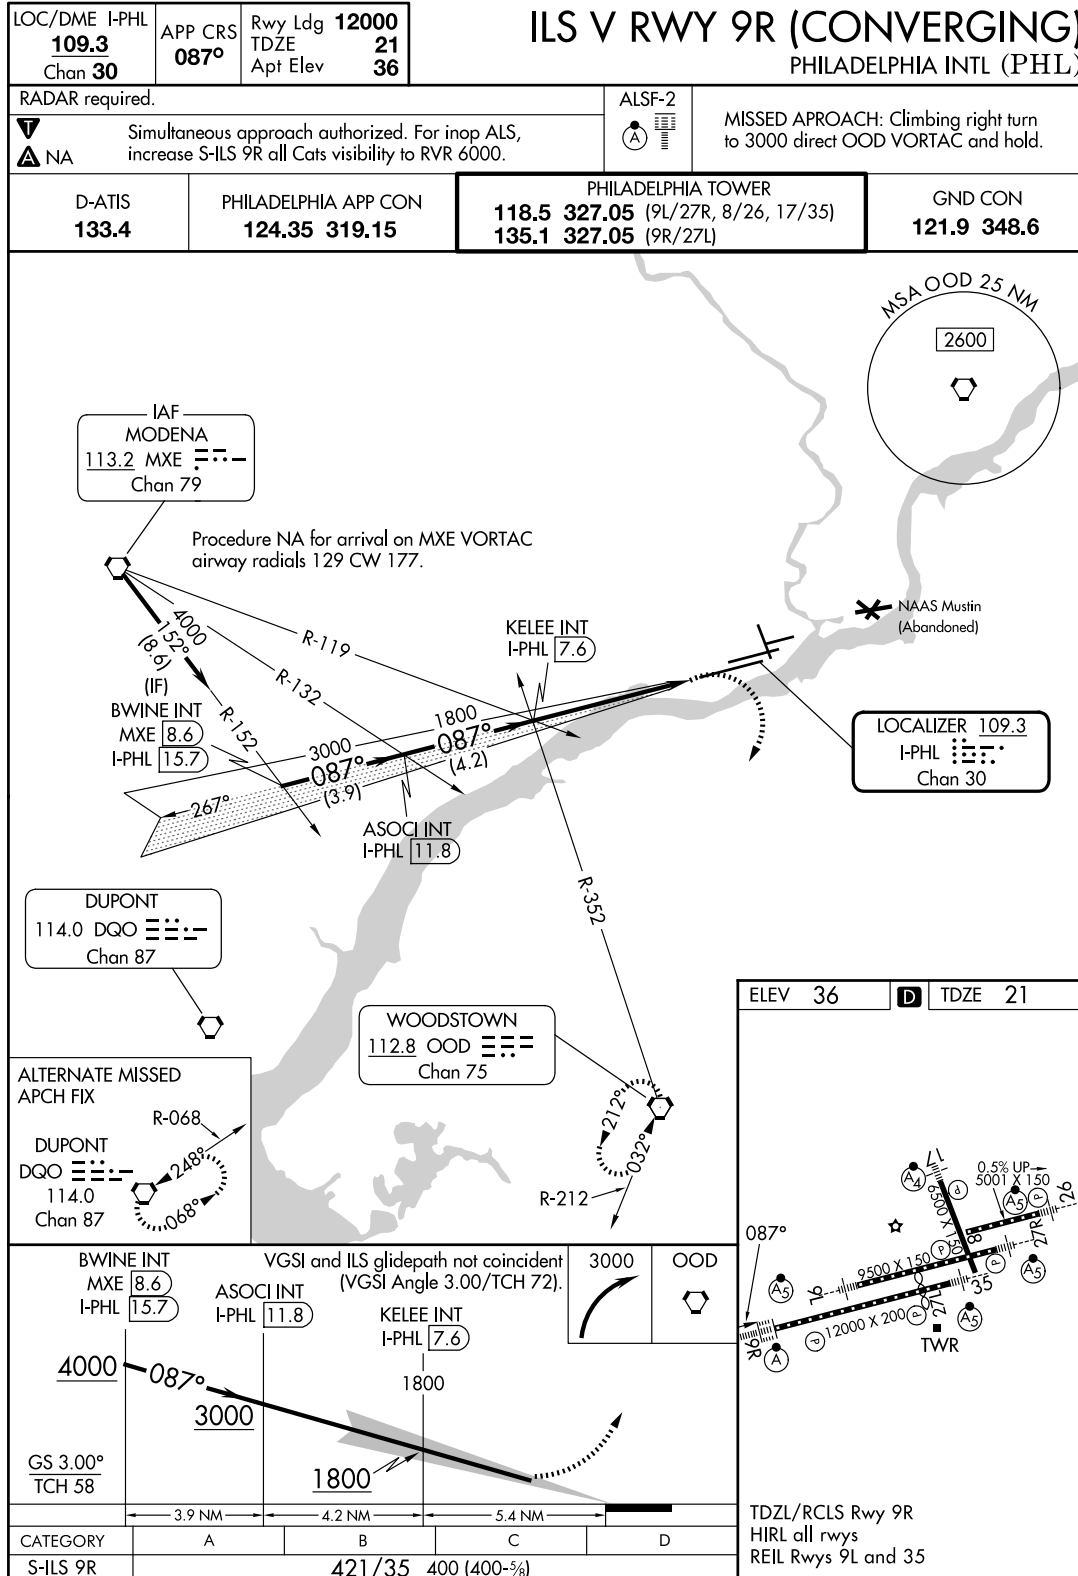 LOC/DME I-PHL
109.3
Chan 30
APP CRS
087°
Rwy Ldg 12000
TDZE 21
Apt Elev 36
ILS V RWY 9R (CONVERGING)
PHILADELPHIA INTL (PHL)
RADAR required.
T
A NA
Simultaneous approach authorized. For inop ALS,
increase S-ILS 9R all Cats visibility to RVR 6000.
ALSF-2
A
MISSED APROACH: Climbing right turn
to 3000 direct OOD VORTAC and hold.
D-ATIS
133.4
PHILADELPHIA APP CON
124.35 319.15
PHILADELPHIA TOWER
118.5 327.05 (9L/27R, 8/26, 17/35)
135.1 327.05 (9R/27L)
GND CON
121.9 348.6
MSA OOD 25 NM
2600
IAF
MODENA
113.2 MXE
Chan 79
Procedure NA for arrival on MXE VORTAC
airway radials 129 CW 177.
NAAS Mustin
(Abandoned)
4000
152°
(8.6)
(IF)
R-119
R-132
R-152
KELEE INT
I-PHL 7.6
BWINE INT
MXE 8.6
I-PHL 15.7
1800
3000
087°
(4.2)
087°
(3.9)
267°
LOCALIZER 109.3
I-PHL
Chan 30
ASOCI INT
I-PHL 11.8
R-352
DUPONT
114.0 DQO
Chan 87
WOODSTOWN
112.8 OOD
Chan 75
212°
032°
R-212
ALTERNATE MISSED
APCH FIX
R-068
DUPONT
DQO
114.0
Chan 87
248°
068°
ELEV 36
D
TDZE 21
17
A4
P
6500 X 150
0.5% UP
5001 X 150
A5
P
26
8
27R
087°
A5
9500 X 150
P
P
A5
9L
35
9R
A
P
12000 X 200
P
27L
A5
TWR
TDZL/RCLS Rwy 9R
HIRL all rwys
REIL Rwys 9L and 35
BWINE INT
MXE 8.6
I-PHL 15.7
ASOCI INT
I-PHL 11.8
VGSI and ILS glidepath not coincident
(VGSI Angle 3.00/TCH 72).
KELEE INT
I-PHL 7.6
3000
OOD
4000
087°
3000
1800
1800
GS 3.00°
TCH 58
3.9 NM
4.2 NM
5.4 NM
CATEGORY A B C D
S-ILS 9R 421/35 400 (400-⅝)